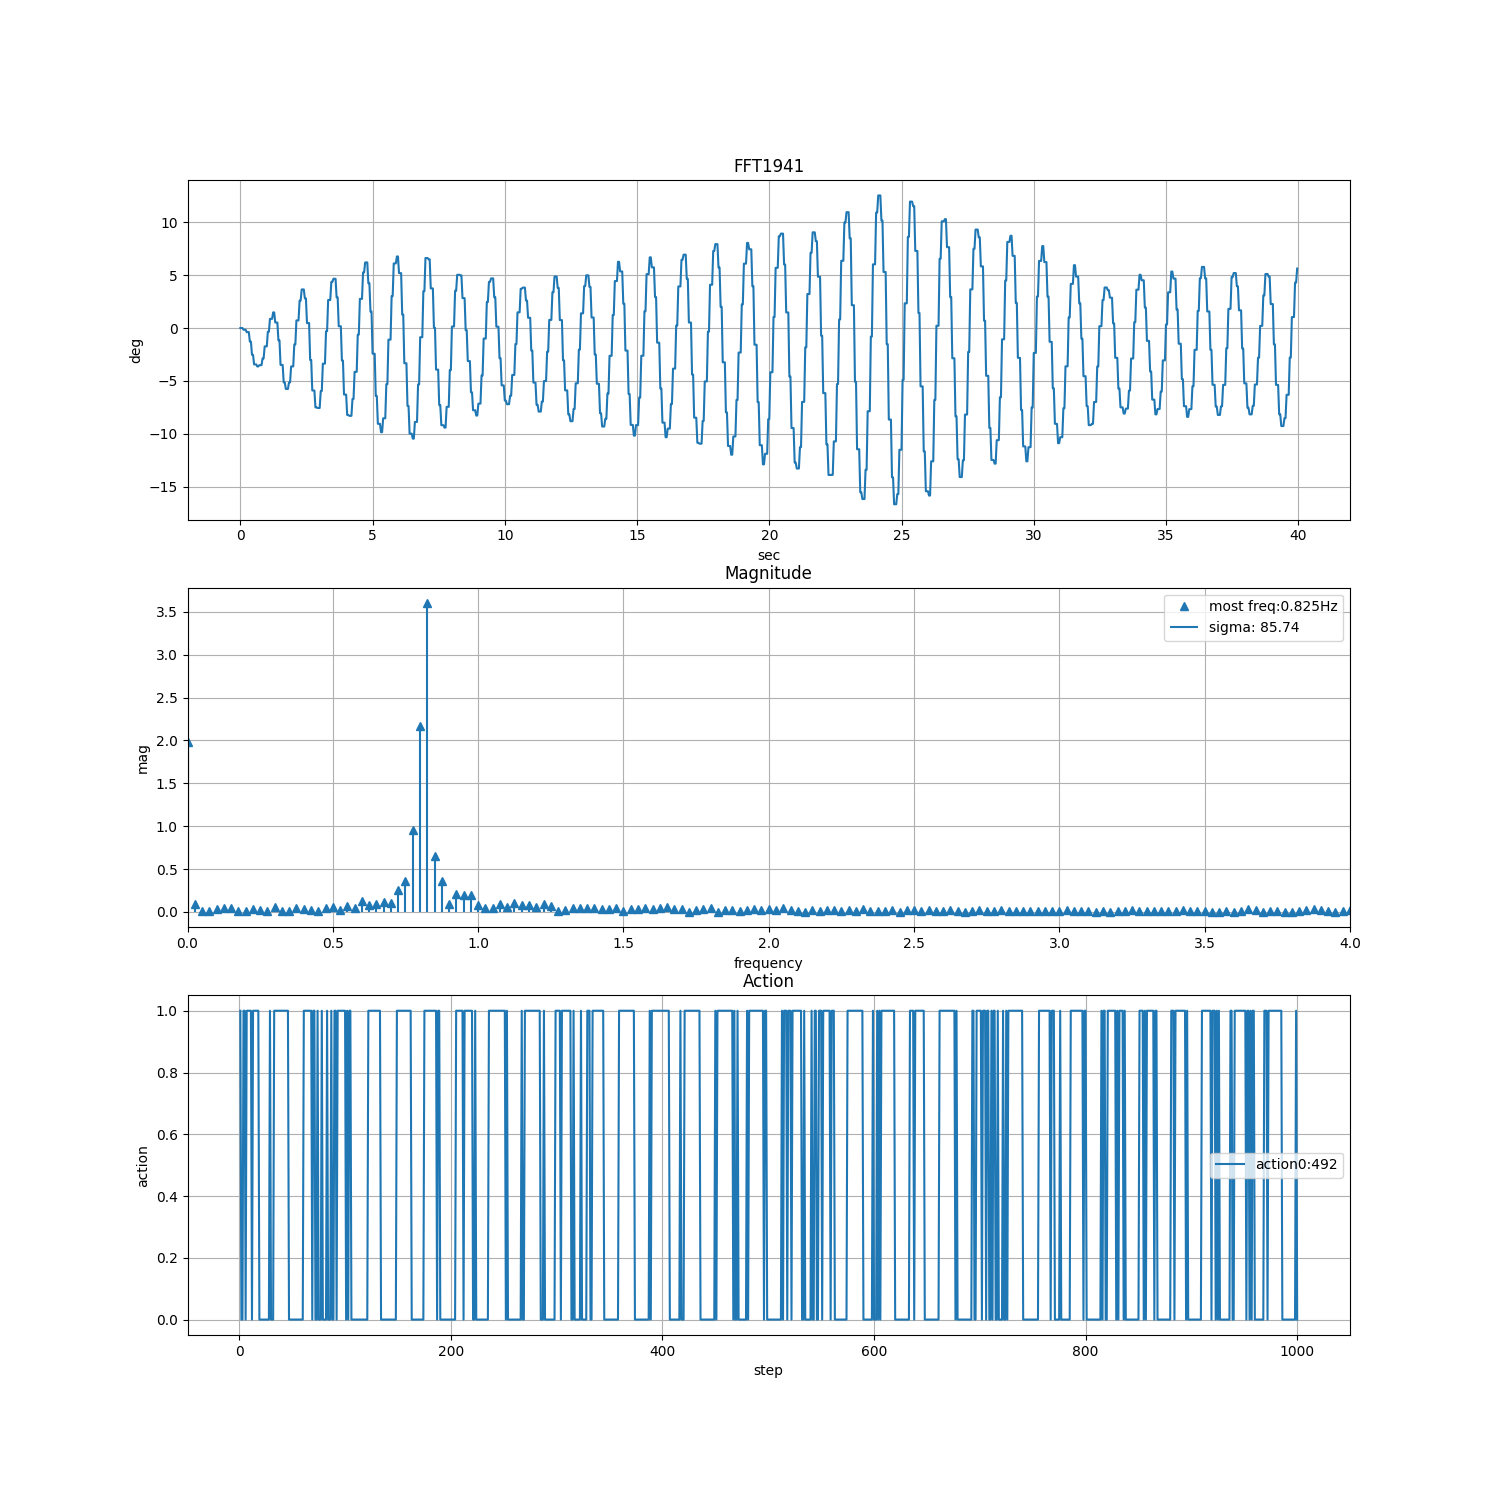 FFT1941
10
5
0
−5
−10
−15
deg
0 5 10 15 20 25 30 35 40
sec
Magnitude
most freq:0.825Hz
sigma: 85.74
3.5
3.0
2.5
2.0
1.5
1.0
0.5
0.0
mag
0.0 0.5 1.0 1.5 2.0 2.5 3.0 3.5 4.0
frequency
Action
1.0
0.8
0.6
0.4
0.2
0.0
action
action0:492
0 200 400 600 800 1000
step